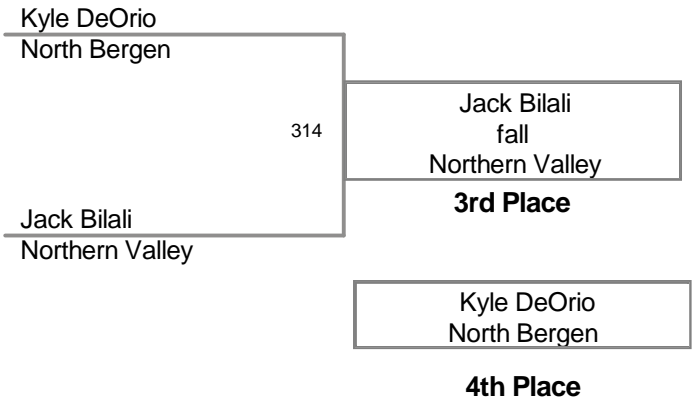 Kyle DeOrio
North Bergen
314
Jack Bilali
fall
Northern Valley
3rd Place
Jack Bilali
Northern Valley
Kyle DeOrio
North Bergen
4th Place